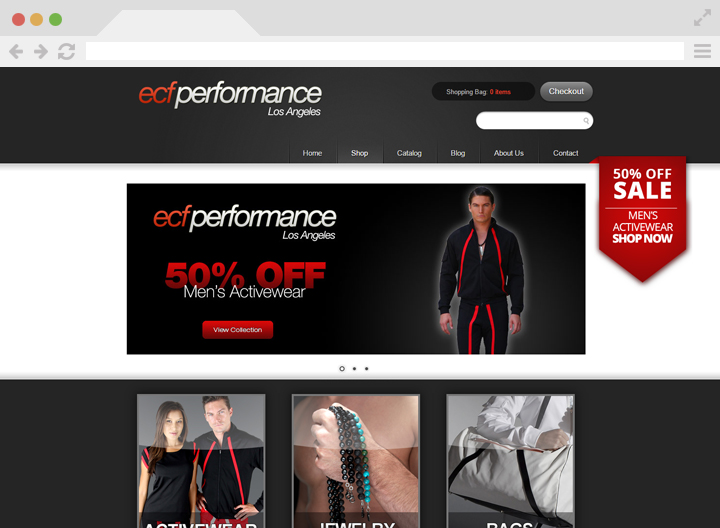 ecfperformance
Los Angeles
Shopping Bag: 0 items
Checkout
Home
Shop
Catalog
Blog
About Us
Contact
50% OFF
SALE
MEN'S
ACTIVEWEAR
SHOP NOW
ecfperformance
Los Angeles
50% OFF
Men's Activewear
View Collection
ACTIVEWEAR
JEWELRY
BAGS